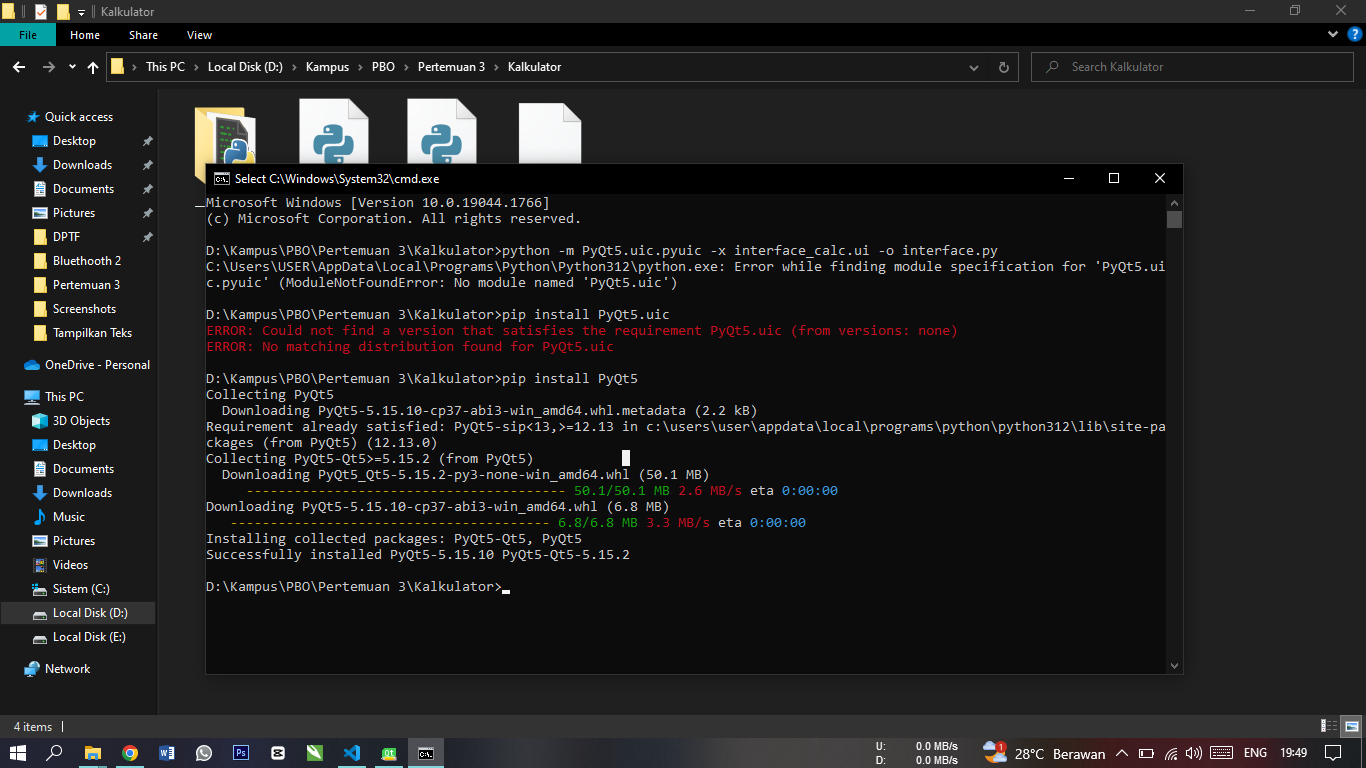 Kalkulator
File Home Share View
This PC Local Disk (D:) Kampus PBO Pertemuan 3 Kalkulator
Search Kalkulator
Quick access
Desktop
Downloads
Documents
Pictures
DPTF
Bluethooth 2
Pertemuan 3
Screenshots
Tampilkan Teks
OneDrive - Personal
This PC
3D Objects
Desktop
Documents
Downloads
Music
Pictures
Videos
Sistem (C:)
Local Disk (D:)
Local Disk (E:)
Network
4 items
Select C:\Windows\System32\cmd.exe
Microsoft Windows [Version 10.0.19044.1766]
(c) Microsoft Corporation. All rights reserved.
D:\Kampus\PBO\Pertemuan 3\Kalkulator>python -m PyQt5.uic.pyuic -x interface_calc.ui -o interface.py
C:\Users\USER\AppData\Local\Programs\Python\Python312\python.exe: Error while finding module specification for 'PyQt5.ui
c.pyuic' (ModuleNotFoundError: No module named 'PyQt5.uic')
D:\Kampus\PBO\Pertemuan 3\Kalkulator>pip install PyQt5.uic
ERROR: Could not find a version that satisfies the requirement PyQt5.uic (from versions: none)
ERROR: No matching distribution found for PyQt5.uic
D:\Kampus\PBO\Pertemuan 3\Kalkulator>pip install PyQt5
Collecting PyQt5
Downloading PyQt5-5.15.10-cp37-abi3-win_amd64.whl.metadata (2.2 kB)
Requirement already satisfied: PyQt5-sip<13,>=12.13 in c:\users\user\appdata\local\programs\python\python312\lib\site-pa
ckages (from PyQt5) (12.13.0)
Collecting PyQt5-Qt5>=5.15.2 (from PyQt5)
Downloading PyQt5_Qt5-5.15.2-py3-none-win_amd64.whl (50.1 MB)
---------------------------------------- 50.1/50.1 MB 2.6 MB/s eta 0:00:00
Downloading PyQt5-5.15.10-cp37-abi3-win_amd64.whl (6.8 MB)
---------------------------------------- 6.8/6.8 MB 3.3 MB/s eta 0:00:00
Installing collected packages: PyQt5-Qt5, PyQt5
Successfully installed PyQt5-5.15.10 PyQt5-Qt5-5.15.2
D:\Kampus\PBO\Pertemuan 3\Kalkulator>
U: 0.0 MB/s
D: 0.0 MB/s
1
28°C Berawan
ENG
19:49